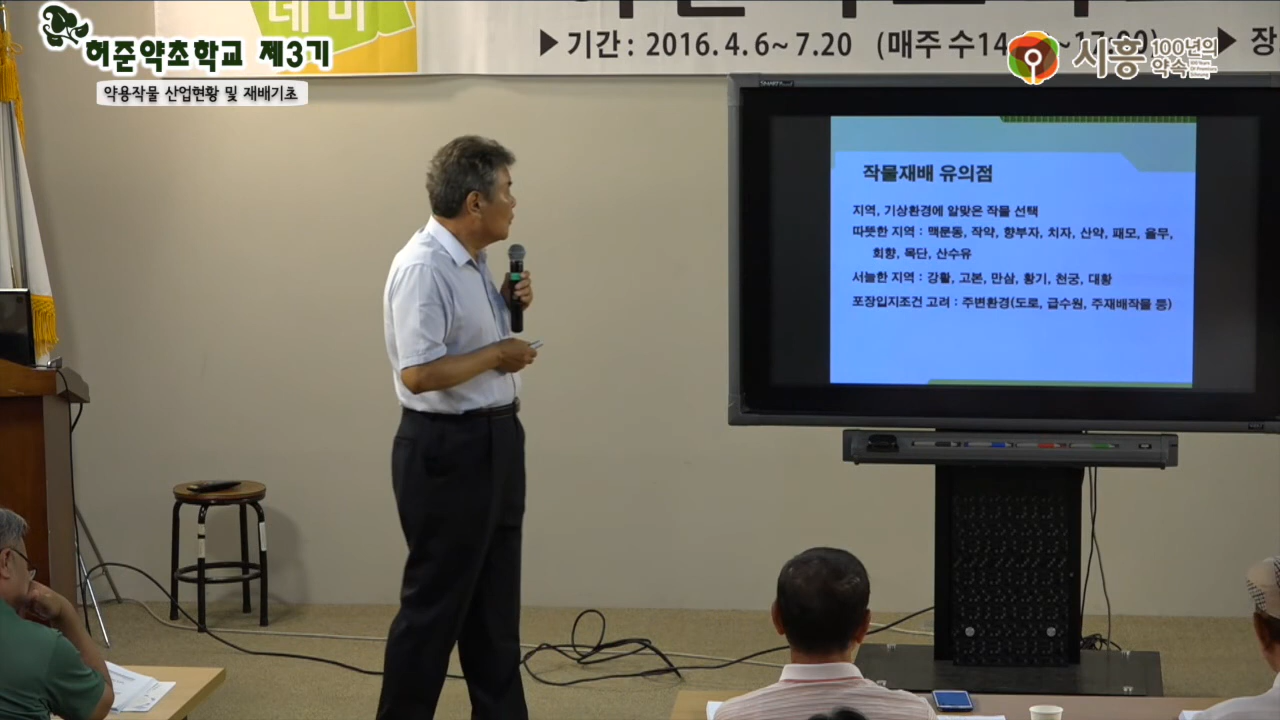 허준약초학교 제3기
약용작물 산업현황 및 재배기초
▶기간 : 2016.4.6~7.20 (매주 수14
▶장
시흥 100년의 약속
작물재배 유의점
지역, 기상환경에 알맞은 작물 선택
따뜻한 지역 : 맥문동, 작약, 향부자, 치자, 산약, 패모, 율무,
회향, 목단, 산수유
서늘한 지역 : 강활, 고본, 만삼, 황기, 천궁, 대황
포장입지조건 고려 : 주변환경(도로, 급수원, 주재배작물 등)